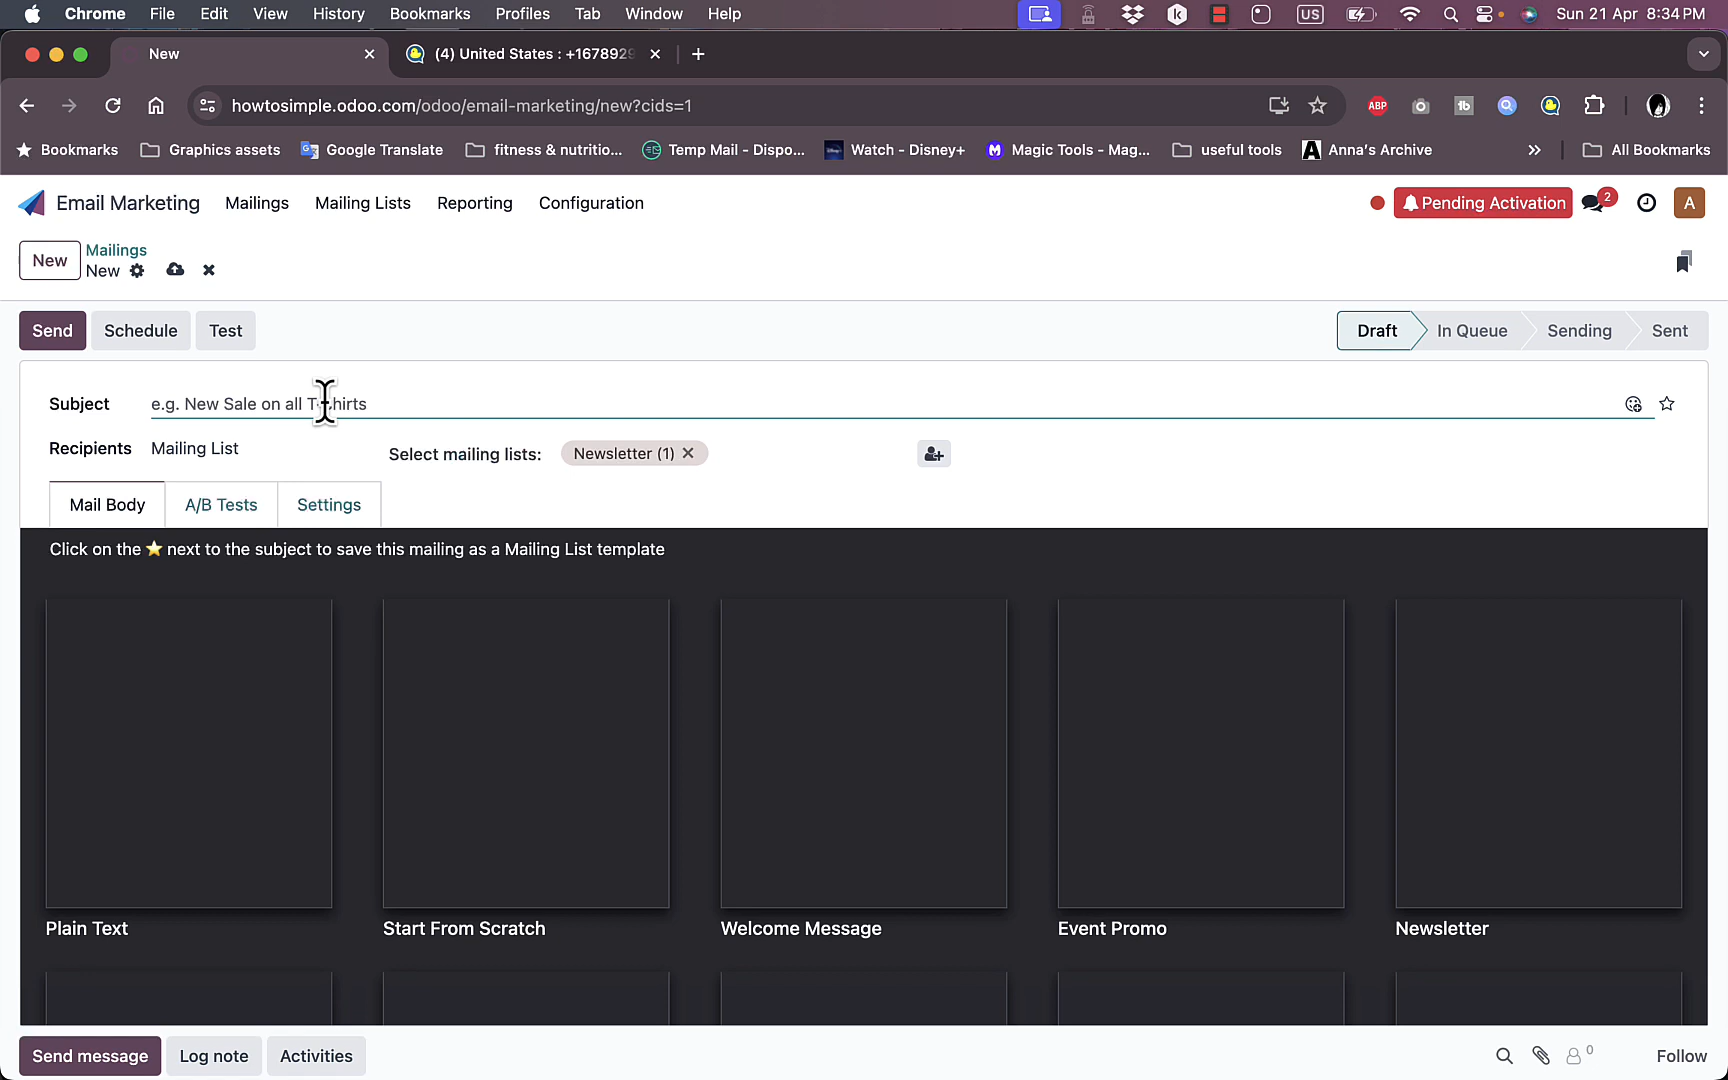 Chrome File Edit View History Bookmarks Profiles Tab Window Help US Sun 21 Apr 8:34 PM
New (4) United States : +1678929
howtosimple.odoo.com/odoo/email-marketing/new?cids=1 ABP tb
Bookmarks Graphics assets Google Translate fitness & nutritio... Temp Mail - Dispo... Watch - Disney+ Magic Tools - Mag... useful tools Anna's Archive » All Bookmarks
Email Marketing Mailings Mailing Lists Reporting Configuration Pending Activation 2 A
New Mailings
New
Send Schedule Test Draft In Queue Sending Sent
Subject e.g. New Sale on all T-shirts
Recipients Mailing List Select mailing lists: Newsletter (1)
Mail Body A/B Tests Settings
Click on the ⭐ next to the subject to save this mailing as a Mailing List template
Plain Text Start From Scratch Welcome Message Event Promo Newsletter
Send message Log note Activities 0 Follow